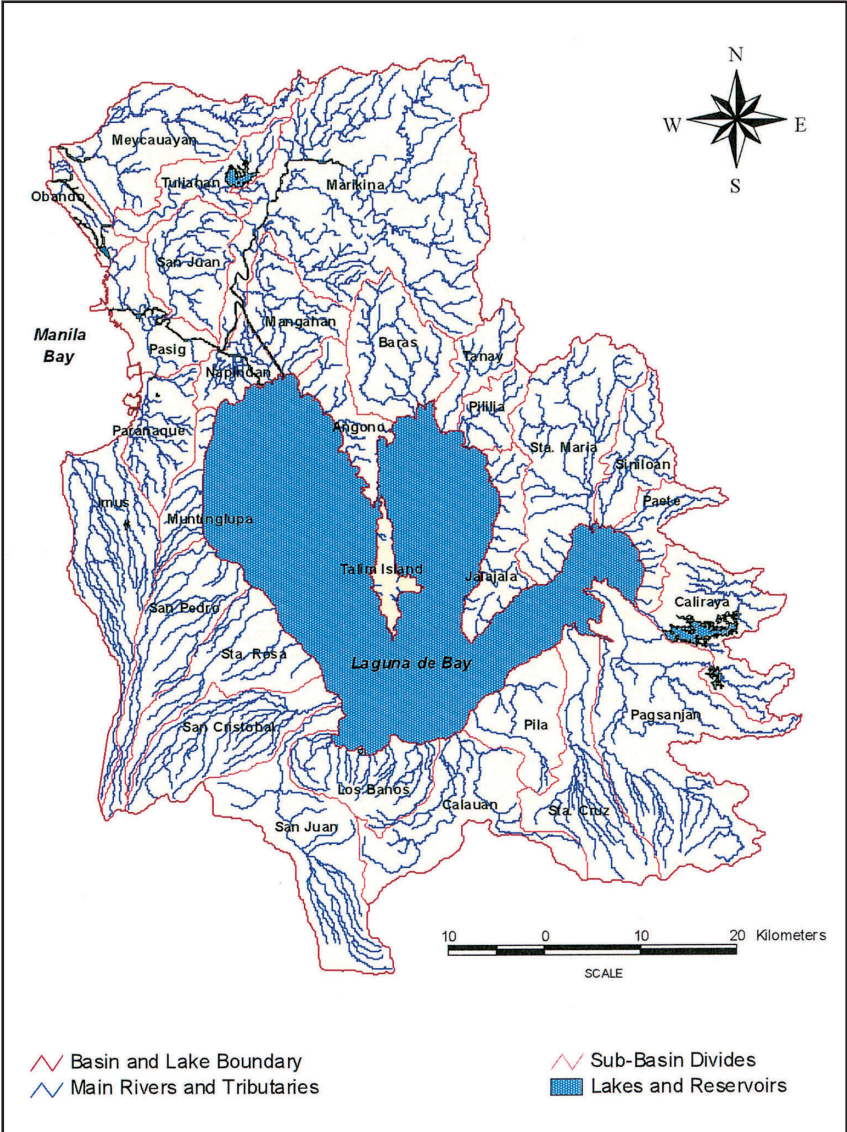 N
W E
S
Meycauayan
Tullahan
Marikina
Obando
San Juan
Manila
Bay
Mangahan
Pasig
Baras
Tanay
Napindan
Pililia
Paranaque
Angono
Sta. Maria
Siniloan
Imus
Paete
Muntinglupa
Talim Island
Jalajala
San Pedro
Caliraya
Sta. Rosa
Laguna de Bay
San Cristobal
Pila
Pagsanjan
Los Banos
Calauan
Sta. Cruz
San Juan
10 0 10 20 Kilometers
SCALE
Basin and Lake Boundary
Sub-Basin Divides
Main Rivers and Tributaries
Lakes and Reservoirs